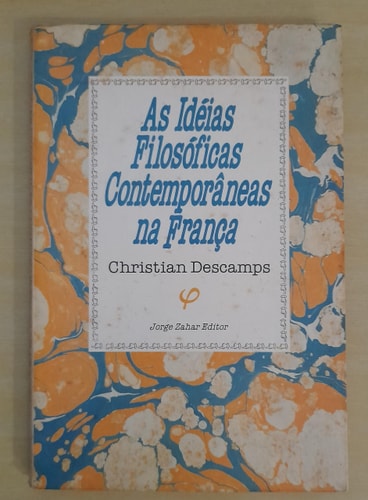 As Idéias
Filosóficas
Contemporâneas
na França
Christian Descamps
φ
Jorge Zahar Editor